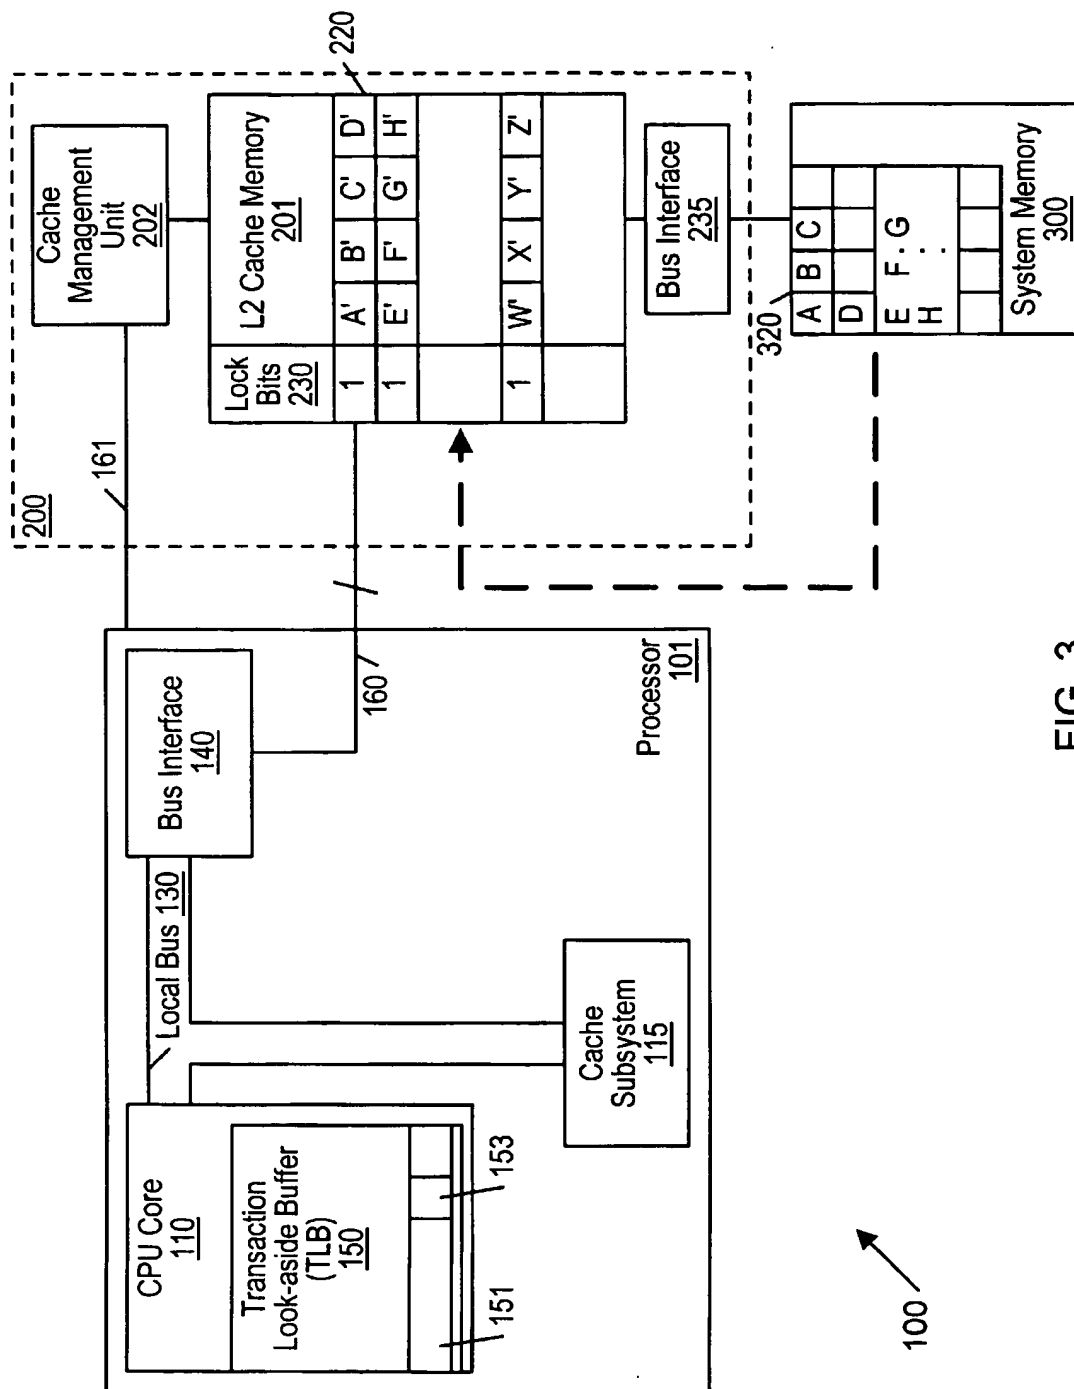 CPU Core
110
Transaction
Look-aside Buffer
(TLB)
150
151
153
Local Bus 130
Bus Interface
140
Cache
Subsystem
115
160
Processor
101
100
161
200
Cache
Management
Unit
202
Lock
Bits
230
L2 Cache Memory
201
1 A' B' C' D'
1 E' F' G' H'
1 W' X' Y' Z'
220
Bus Interface
235
320
A B C
D
E F . G
H . .
System Memory
300
FIG. 3